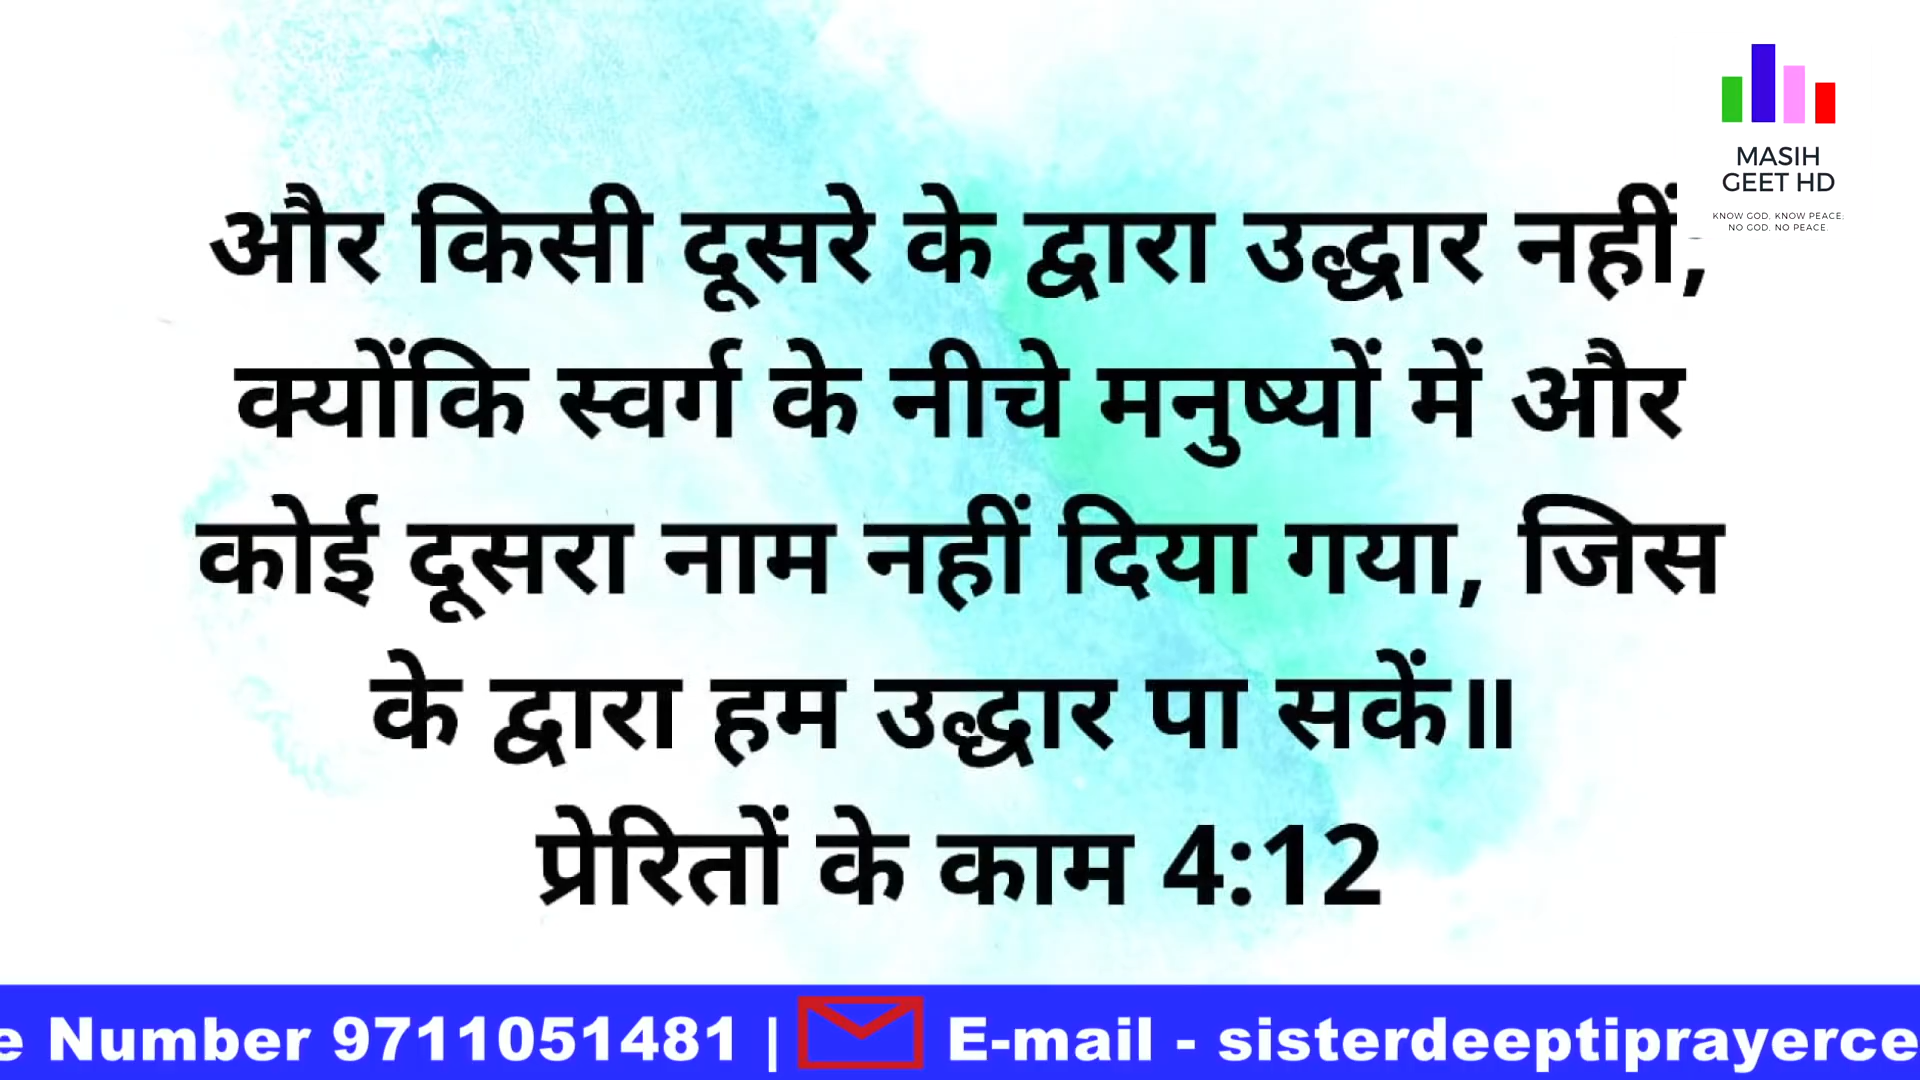 MASIH
GEET HD
KNOW GOD. KNOW PEACE:
NO GOD. NO PEACE.
और किसी दूसरे के द्वारा उद्धार नहीं,
क्योंकि स्वर्ग के नीचे मनुष्यों में और
कोई दूसरा नाम नहीं दिया गया, जिस
के द्वारा हम उद्धार पा सकें॥
प्रेरितों के काम 4:12
e Number 9711051481 | E-mail - sisterdeeptiprayerce